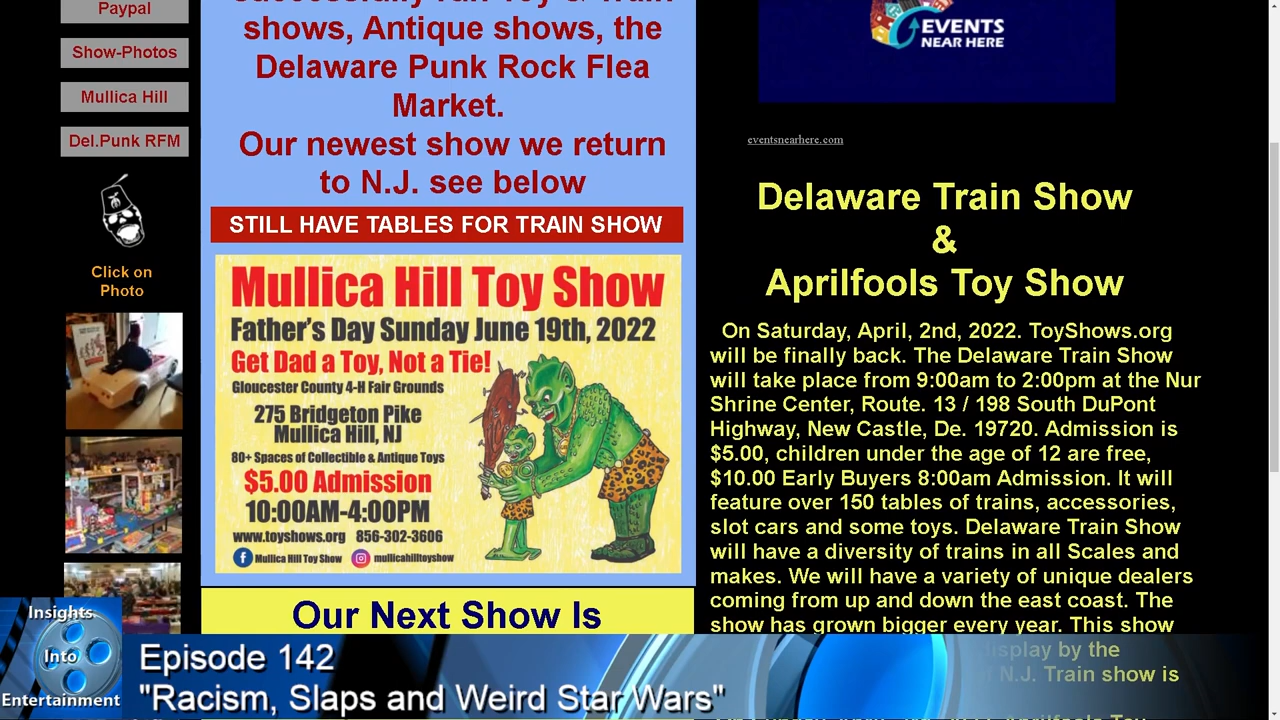 Paypal
Show-Photos
Mullica Hill
Del.Punk RFM
Click on
Photo
shows, Antique shows, the
Delaware Punk Rock Flea
Market.
Our newest show we return
to N.J. see below
STILL HAVE TABLES FOR TRAIN SHOW
Mullica Hill Toy Show
Father's Day Sunday June 19th, 2022
Get Dad a Toy, Not a Tie!
Gloucester County 4-H Fair Grounds
275 Bridgeton Pike
Mullica Hill, NJ
80+ Spaces of Collectible & Antique Toys
$5.00 Admission
10:00AM-4:00PM
www.toyshows.org 856-302-3606
Mullica Hill Toy Show mullicahilltoyshow
Our Next Show Is
EVENTS
NEAR HERE
eventsnearhere.com
Delaware Train Show
&
Aprilfools Toy Show
On Saturday, April, 2nd, 2022. ToyShows.org
will be finally back. The Delaware Train Show
will take place from 9:00am to 2:00pm at the Nur
Shrine Center, Route. 13 / 198 South DuPont
Highway, New Castle, De. 19720. Admission is
$5.00, children under the age of 12 are free,
$10.00 Early Buyers 8:00am Admission. It will
feature over 150 tables of trains, accessories,
slot cars and some toys. Delaware Train Show
will have a diversity of trains in all Scales and
makes. We will have a variety of unique dealers
coming from up and down the east coast. The
show has grown bigger every year. This show
display by the
N.J. Train show is
Insights
Into
Entertainment
Episode 142
"Racism, Slaps and Weird Star Wars"